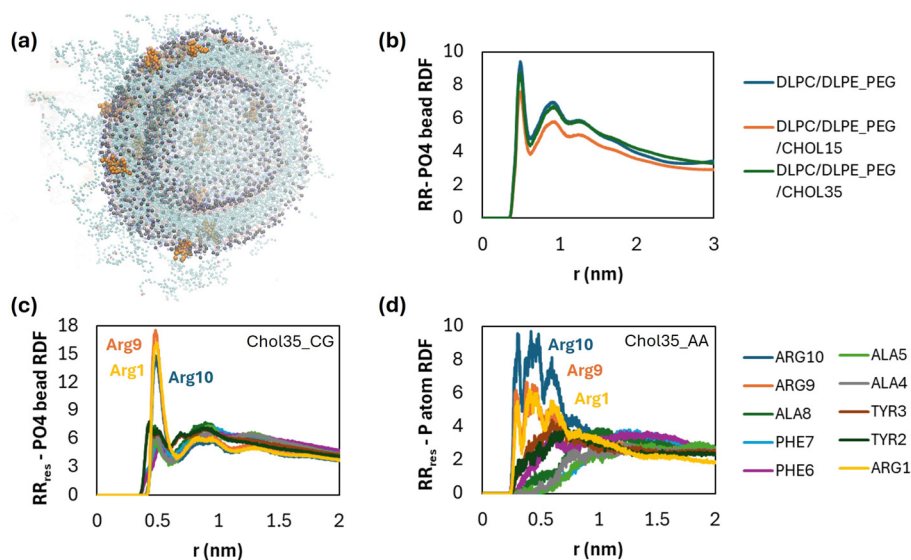 (a)
(b)
RR- PO4 bead RDF
10
8
6
4
2
0
0 1 2 3
r (nm)
DLPC/DLPE_PEG
DLPC/DLPE_PEG
/CHOL15
DLPC/DLPE_PEG
/CHOL35
(c)
RRres - PO4 bead RDF
18
15
12
9
6
3
0
Arg9
Arg1
Arg10
Chol35_CG
0 0.5 1 1.5 2
r (nm)
(d)
RRres - P atom RDF
10
8
6
4
2
0
Arg10
Arg9
Arg1
Chol35_AA
0 0.5 1 1.5 2
r (nm)
ARG10
ARG9
ALA8
PHE7
PHE6
ALA5
ALA4
TYR3
TYR2
ARG1